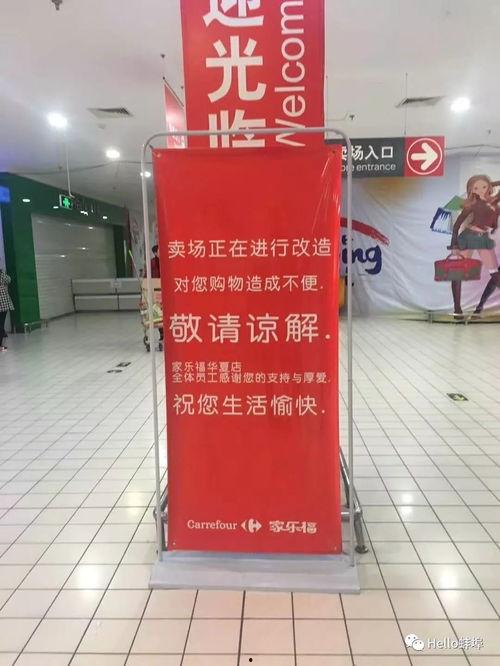 迎光临
Welcome
卖场入口
store entrance
卖场正在进行改造
对您购物造成不便.
敬请谅解.
家乐福华夏店
全体员工感谢您的支持与厚爱.
祝您生活愉快.
Carrefour 家乐福
Hello蚌埠